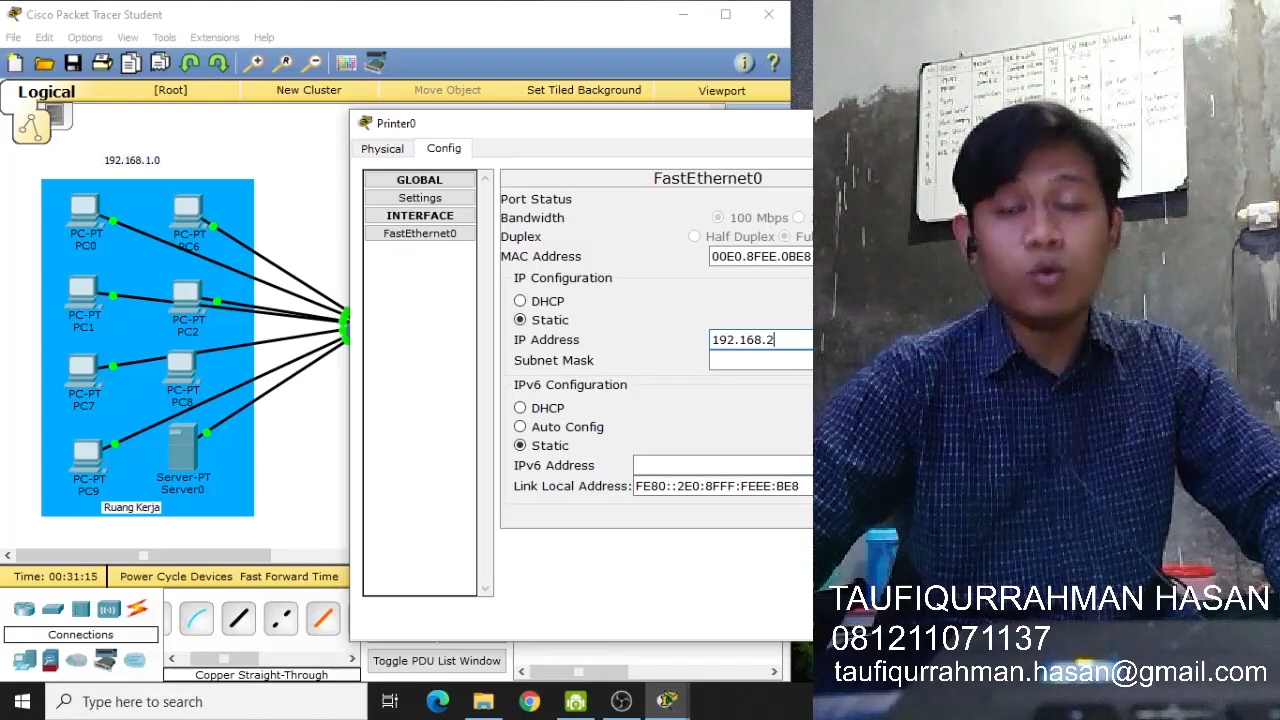 Cisco Packet Tracer Student
File Edit Options View Tools Extensions Help
Logical [Root] New Cluster Move Object Set Tiled Background Viewport
192.168.1.0
PC-PT
PC0
PC-PT
PC6
PC-PT
PC1
PC-PT
PC2
PC-PT
PC7
PC-PT
PC8
PC-PT
PC9
Server-PT
Server0
Ruang Kerja
Printer0
Physical Config
GLOBAL
Settings
INTERFACE
FastEthernet0
FastEthernet0
Port Status
Bandwidth 100 Mbps
Duplex Half Duplex Ful
MAC Address 00E0.8FEE.0BE8
IP Configuration
DHCP
Static
IP Address 192.168.2
Subnet Mask
IPv6 Configuration
DHCP
Auto Config
Static
IPv6 Address
Link Local Address: FE80::2E0:8FFF:FEEE:BE8
Time: 00:31:15 Power Cycle Devices Fast Forward Time
Connections
Copper Straight-Through
Toggle PDU List Window
Type here to search
TAUFIQURRAHMAN HASAN
081211071137
taufiqurrahman.hasan@gmail.com